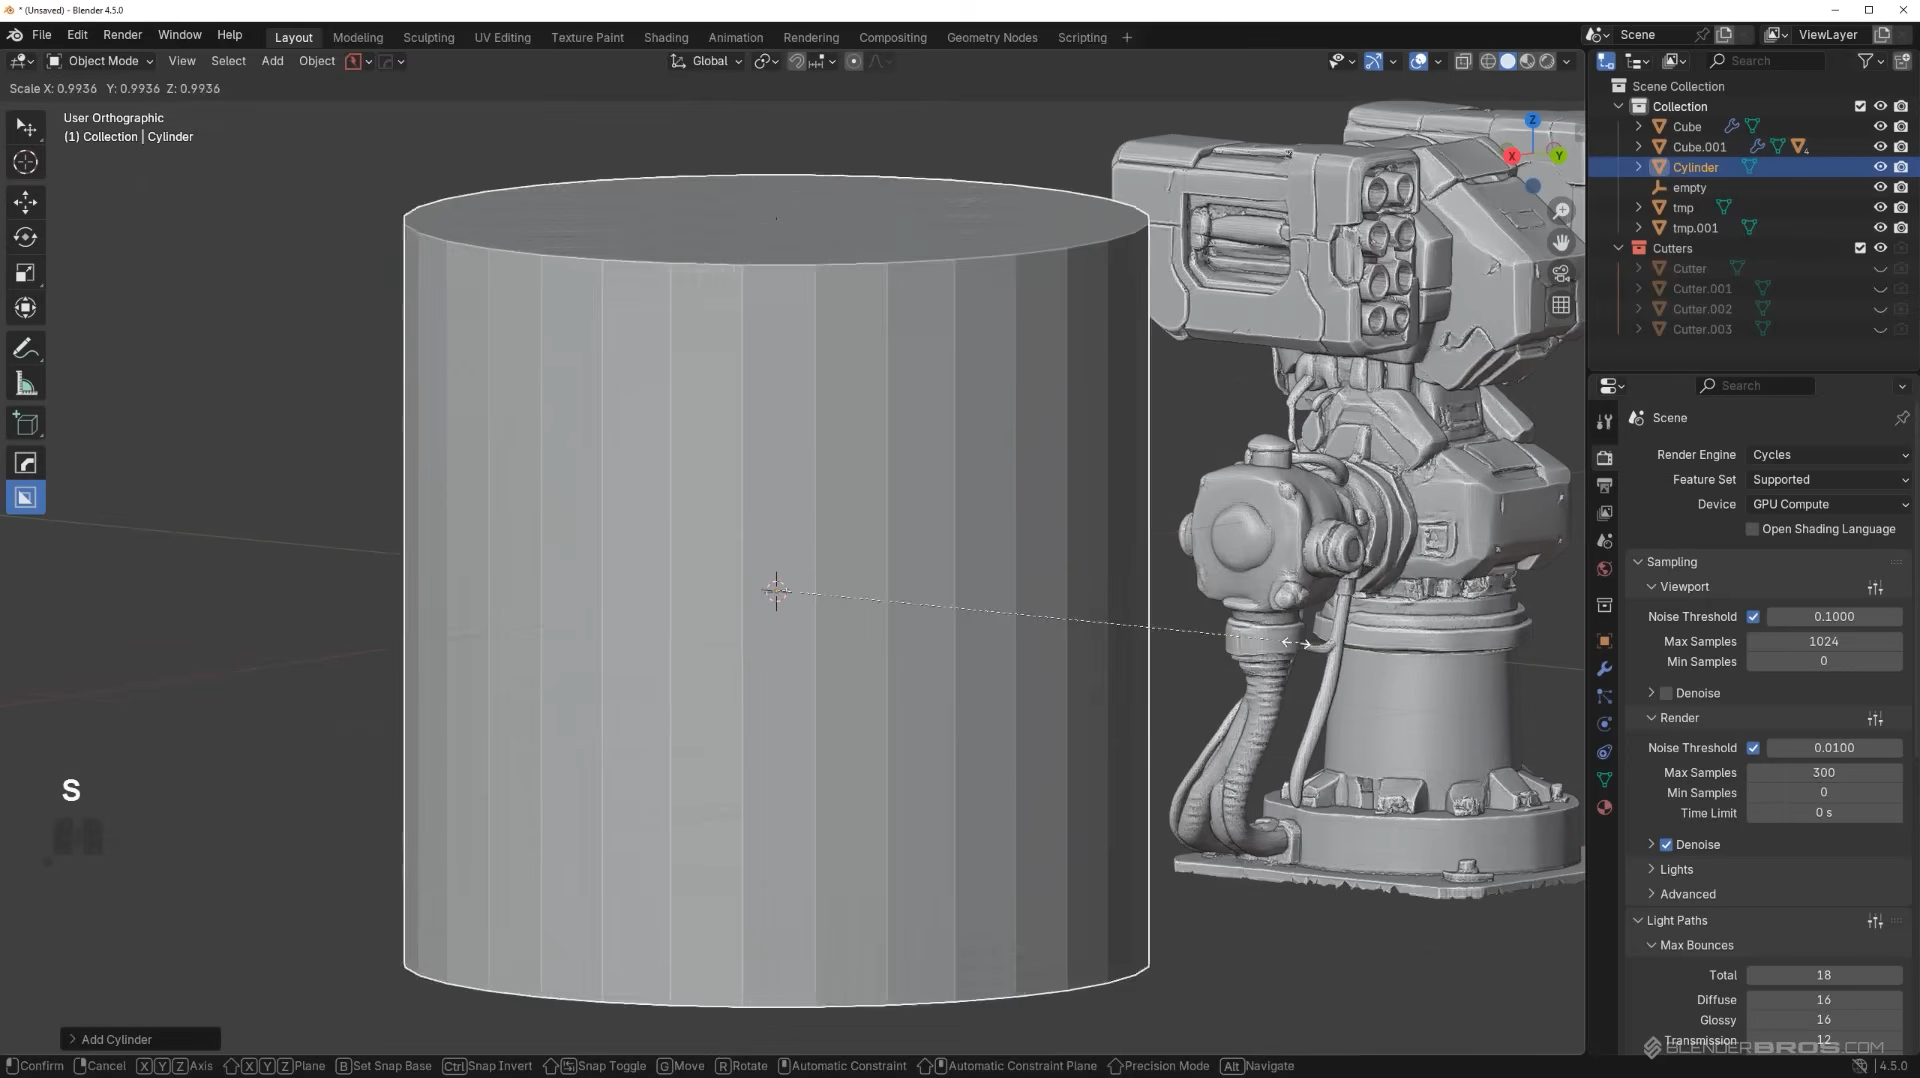 * (Unsaved) - Blender 4.5.0
File Edit Render Window Help Layout Modeling Sculpting UV Editing Texture Paint Shading Animation Rendering Compositing Geometry Nodes Scripting + Scene ViewLayer
Object Mode View Select Add Object Global Search
Scale X: 0.9936 Y: 0.9936 Z: 0.9936
User Orthographic
(1) Collection | Cylinder
Z
X
Y
S
Add Cylinder
Scene Collection
Collection
Cube
Cube.001 4
Cylinder
empty
tmp
tmp.001
Cutters
Cutter
Cutter.001
Cutter.002
Cutter.003
Search
Scene
Render Engine Cycles
Feature Set Supported
Device GPU Compute
Open Shading Language
Sampling
Viewport
Noise Threshold 0.1000
Max Samples 1024
Min Samples 0
Denoise
Render
Noise Threshold 0.0100
Max Samples 300
Min Samples 0
Time Limit 0 s
Denoise
Lights
Advanced
Light Paths
Max Bounces
Total 18
Diffuse 16
Glossy 16
Transmission 12
BLENDERBROS.COM
Confirm Cancel X Y Z Axis X Y Z Plane B Set Snap Base Ctrl Snap Invert Snap Toggle G Move R Rotate Automatic Constraint Automatic Constraint Plane Precision Mode Alt Navigate 4.5.0